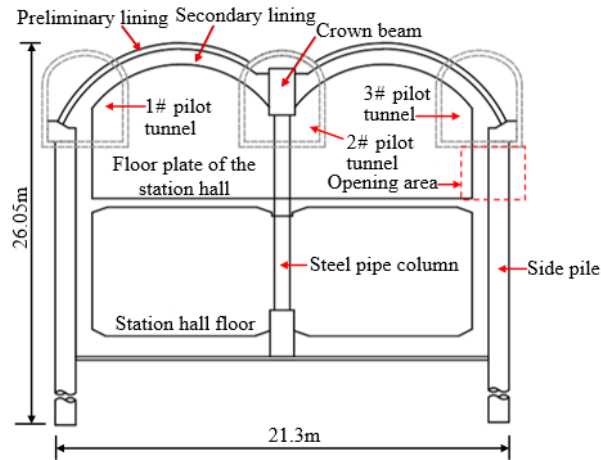 Preliminary lining
Secondary lining
Crown beam
1# pilot
tunnel
3# pilot
tunnel
2# pilot
tunnel
Floor plate of the
station hall
Opening area
26.05m
Steel pipe column
Side pile
Station hall floor
21.3m